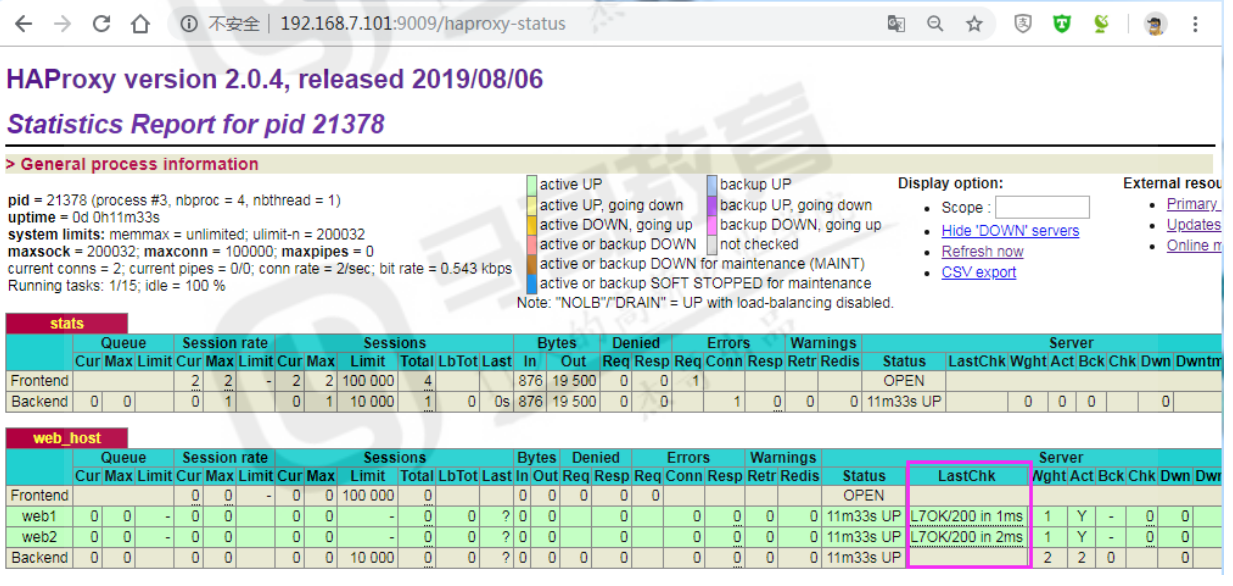 不安全 | 192.168.7.101:9009/haproxy-status
HAProxy version 2.0.4, released 2019/08/06
Statistics Report for pid 21378
> General process information
pid = 21378 (process #3, nbproc = 4, nbthread = 1)
uptime = 0d 0h11m33s
system limits: memmax = unlimited; ulimit-n = 200032
maxsock = 200032; maxconn = 100000; maxpipes = 0
current conns = 2; current pipes = 0/0; conn rate = 2/sec; bit rate = 0.543 kbps
Running tasks: 1/15; idle = 100 %
active UP backup UP
active UP, going down backup UP, going down
active DOWN, going up backup DOWN, going up
active or backup DOWN not checked
active or backup DOWN for maintenance (MAINT)
active or backup SOFT STOPPED for maintenance
Note: "NOLB"/"DRAIN" = UP with load-balancing disabled.
Display option:
• Scope :
• Hide 'DOWN' servers
• Refresh now
• CSV export
External resou
• Primary
• Updates
• Online m
stats
Queue Session rate Sessions Bytes Denied Errors Warnings Server
Cur Max Limit Cur Max Limit Cur Max Limit Total LbTot Last In Out Req Resp Req Conn Resp Retr Redis Status LastChk Wght Act Bck Chk Dwn Dwntm
Frontend 2 2 - 2 2 100 000 4 876 19 500 0 0 1 OPEN
Backend 0 0 0 1 0 1 10 000 1 0 0s 876 19 500 0 0 1 0 0 0 11m33s UP 0 0 0 0
web_host
Queue Session rate Sessions Bytes Denied Errors Warnings Server
Cur Max Limit Cur Max Limit Cur Max Limit Total LbTot Last In Out Req Resp Req Conn Resp Retr Redis Status LastChk Wght Act Bck Chk Dwn Dwr
Frontend 0 0 - 0 0 100 000 0 0 0 0 0 0 OPEN
web1 0 0 - 0 0 0 0 - 0 0 ? 0 0 0 0 0 0 0 11m33s UP L7OK/200 in 1ms 1 Y - 0 0
web2 0 0 - 0 0 0 0 - 0 0 ? 0 0 0 0 0 0 0 11m33s UP L7OK/200 in 2ms 1 Y - 0 0
Backend 0 0 0 0 0 0 10 000 0 0 ? 0 0 0 0 0 0 0 0 11m33s UP 2 2 0 0